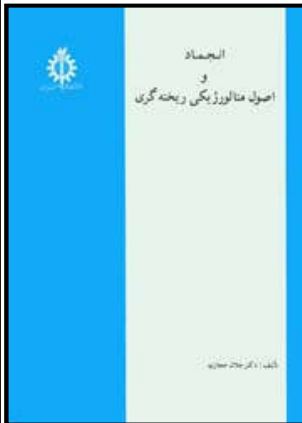 انجماد
و
اصول متالورژیکی ریخته گری
تألیف : دکتر جلال حجازی